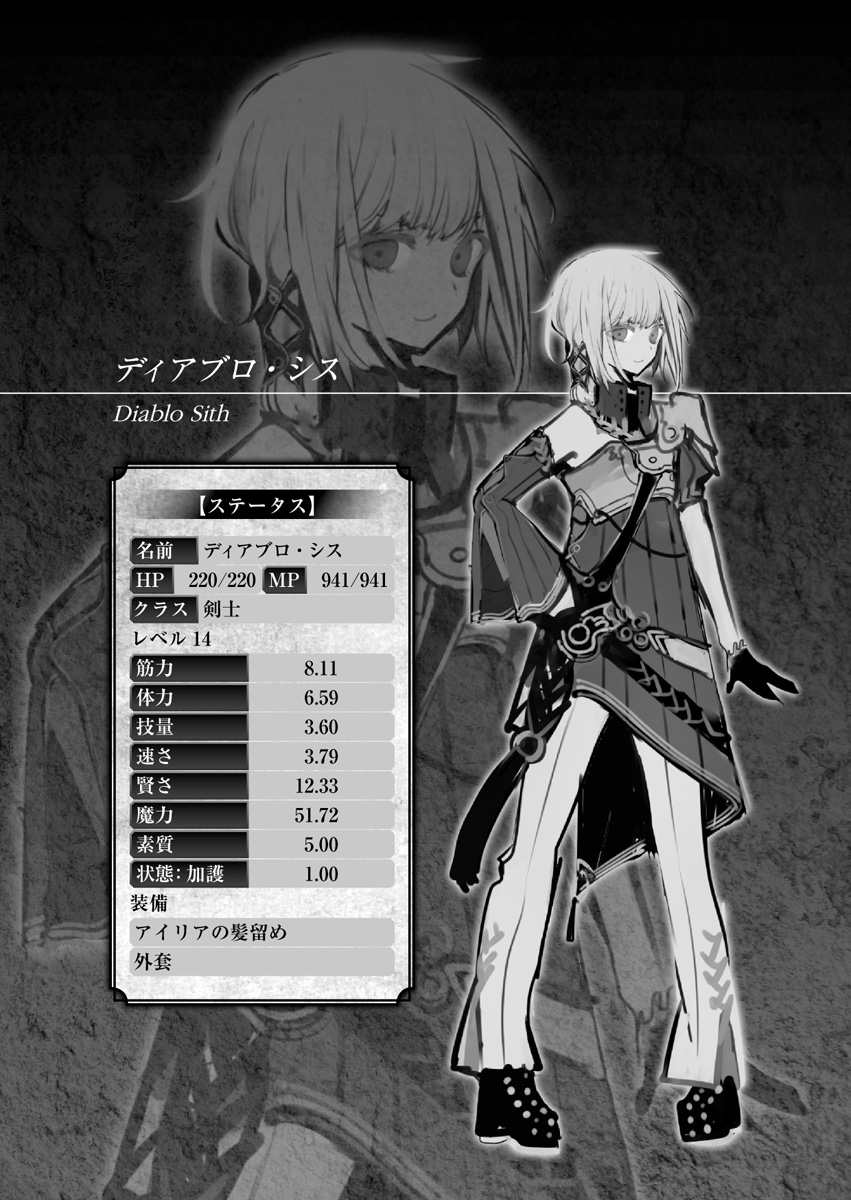 ディアブロ・シス
Diablo Sith
【ステータス】
名前 ディアブロ・シス
HP 220/220 MP 941/941
クラス 剣士
レベル 14
筋力 8.11
体力 6.59
技量 3.60
速さ 3.79
賢さ 12.33
魔力 51.72
素質 5.00
状態：加護 1.00
装備
アイリアの髪留め
外套